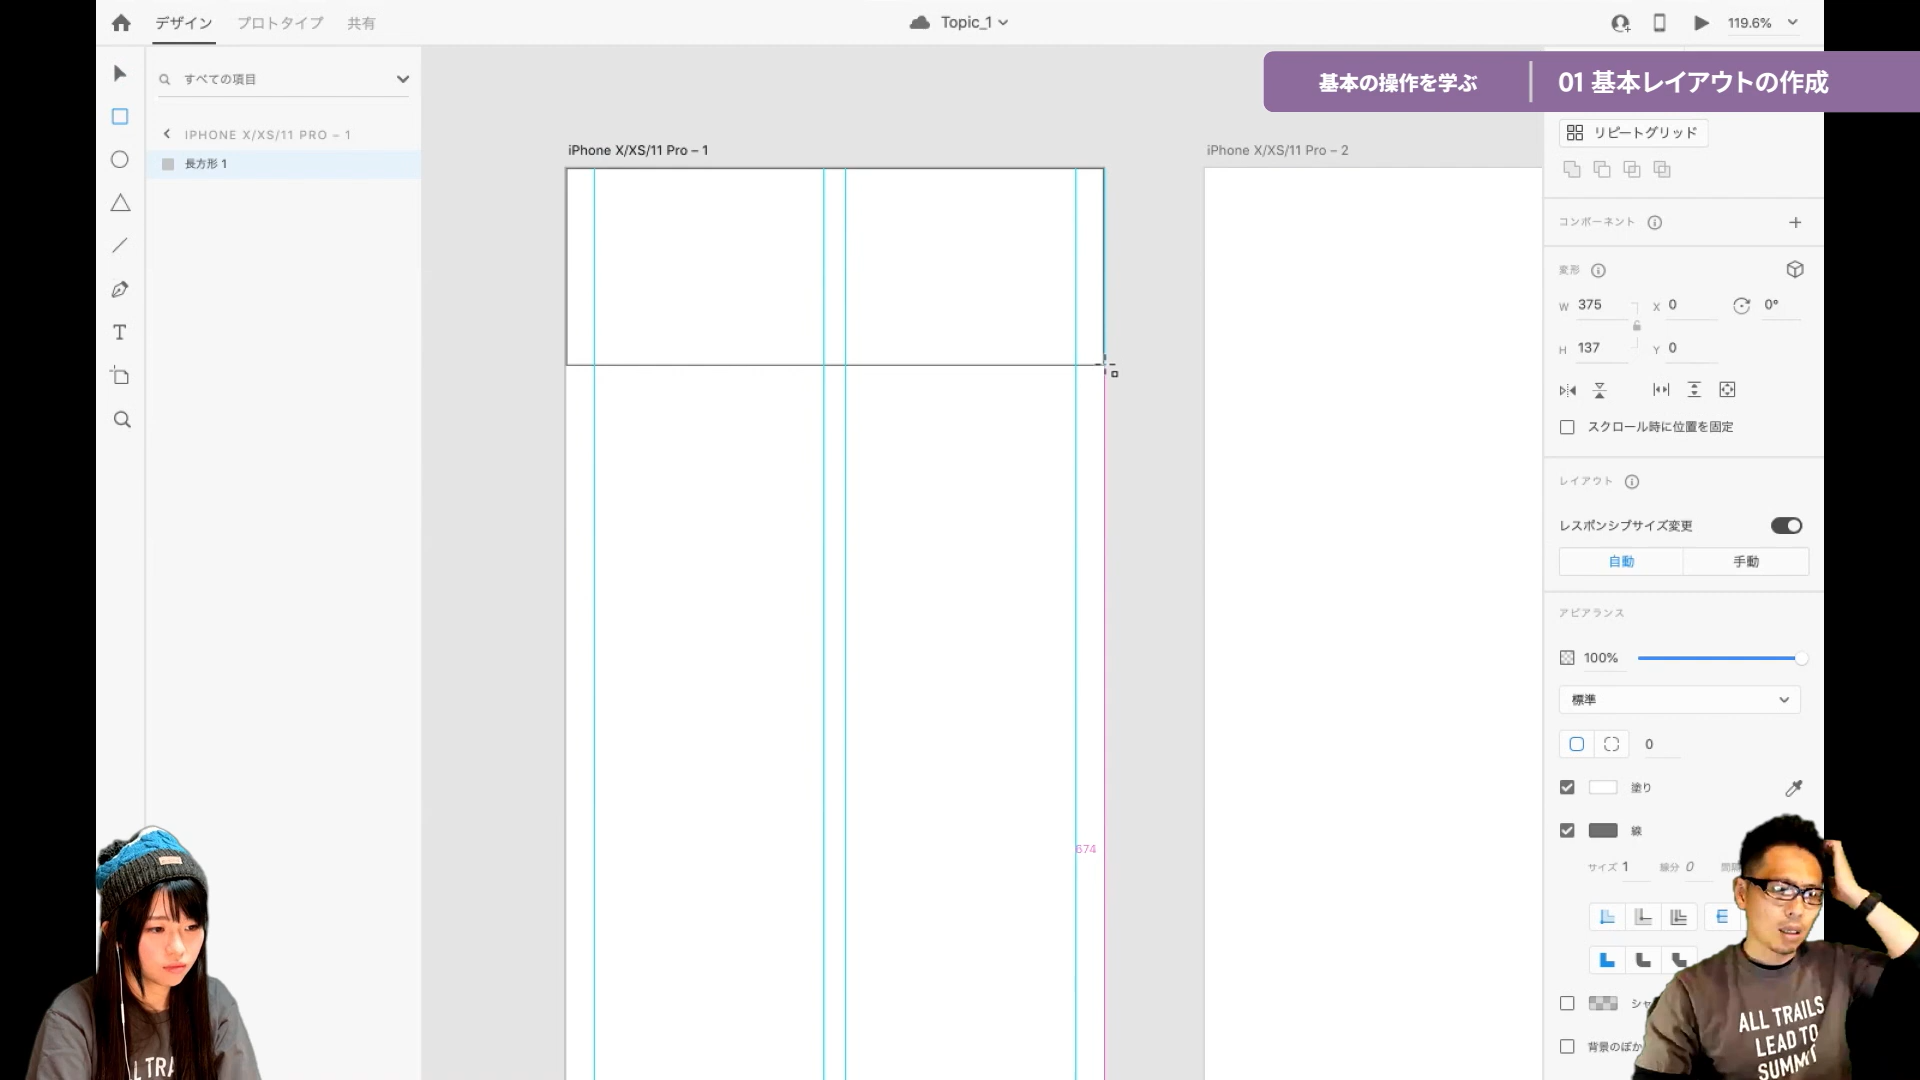 デザイン
プロトタイプ
共有
Topic_1
119.6%
基本の操作を学ぶ
01 基本レイアウトの作成
すべての項目
IPHONE X/XS/11 PRO – 1
長方形 1
iPhone X/XS/11 Pro – 1
iPhone X/XS/11 Pro – 2
674
リピートグリッド
コンポーネント
変形
W 375
X 0
0°
H 137
Y 0
スクロール時に位置を固定
レイアウト
レスポンシブサイズ変更
自動
手動
アピアランス
100%
標準
0
塗り
線
サイズ 1
線分 0
背景のぼか
ALL TRAILS
LEAD TO
SUMMIT